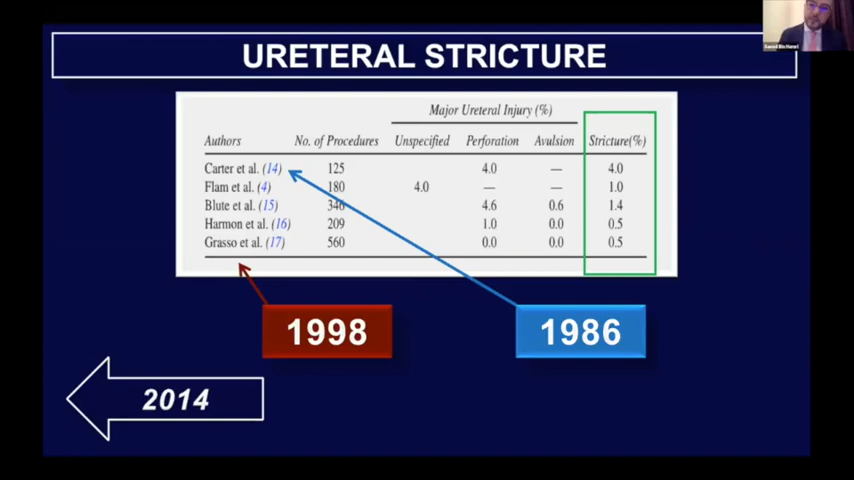 URETERAL STRICTURE
Major Ureteral Injury (%)
Authors No. of Procedures Unspecified Perforation Avulsion Stricture(%)
Carter et al. (14) 125 4.0 — 4.0
Flam et al. (4) 180 4.0 — — 1.0
Blute et al. (15) 346 4.6 0.6 1.4
Harmon et al. (16) 209 1.0 0.0 0.5
Grasso et al. (17) 560 0.0 0.0 0.5
1998
1986
2014